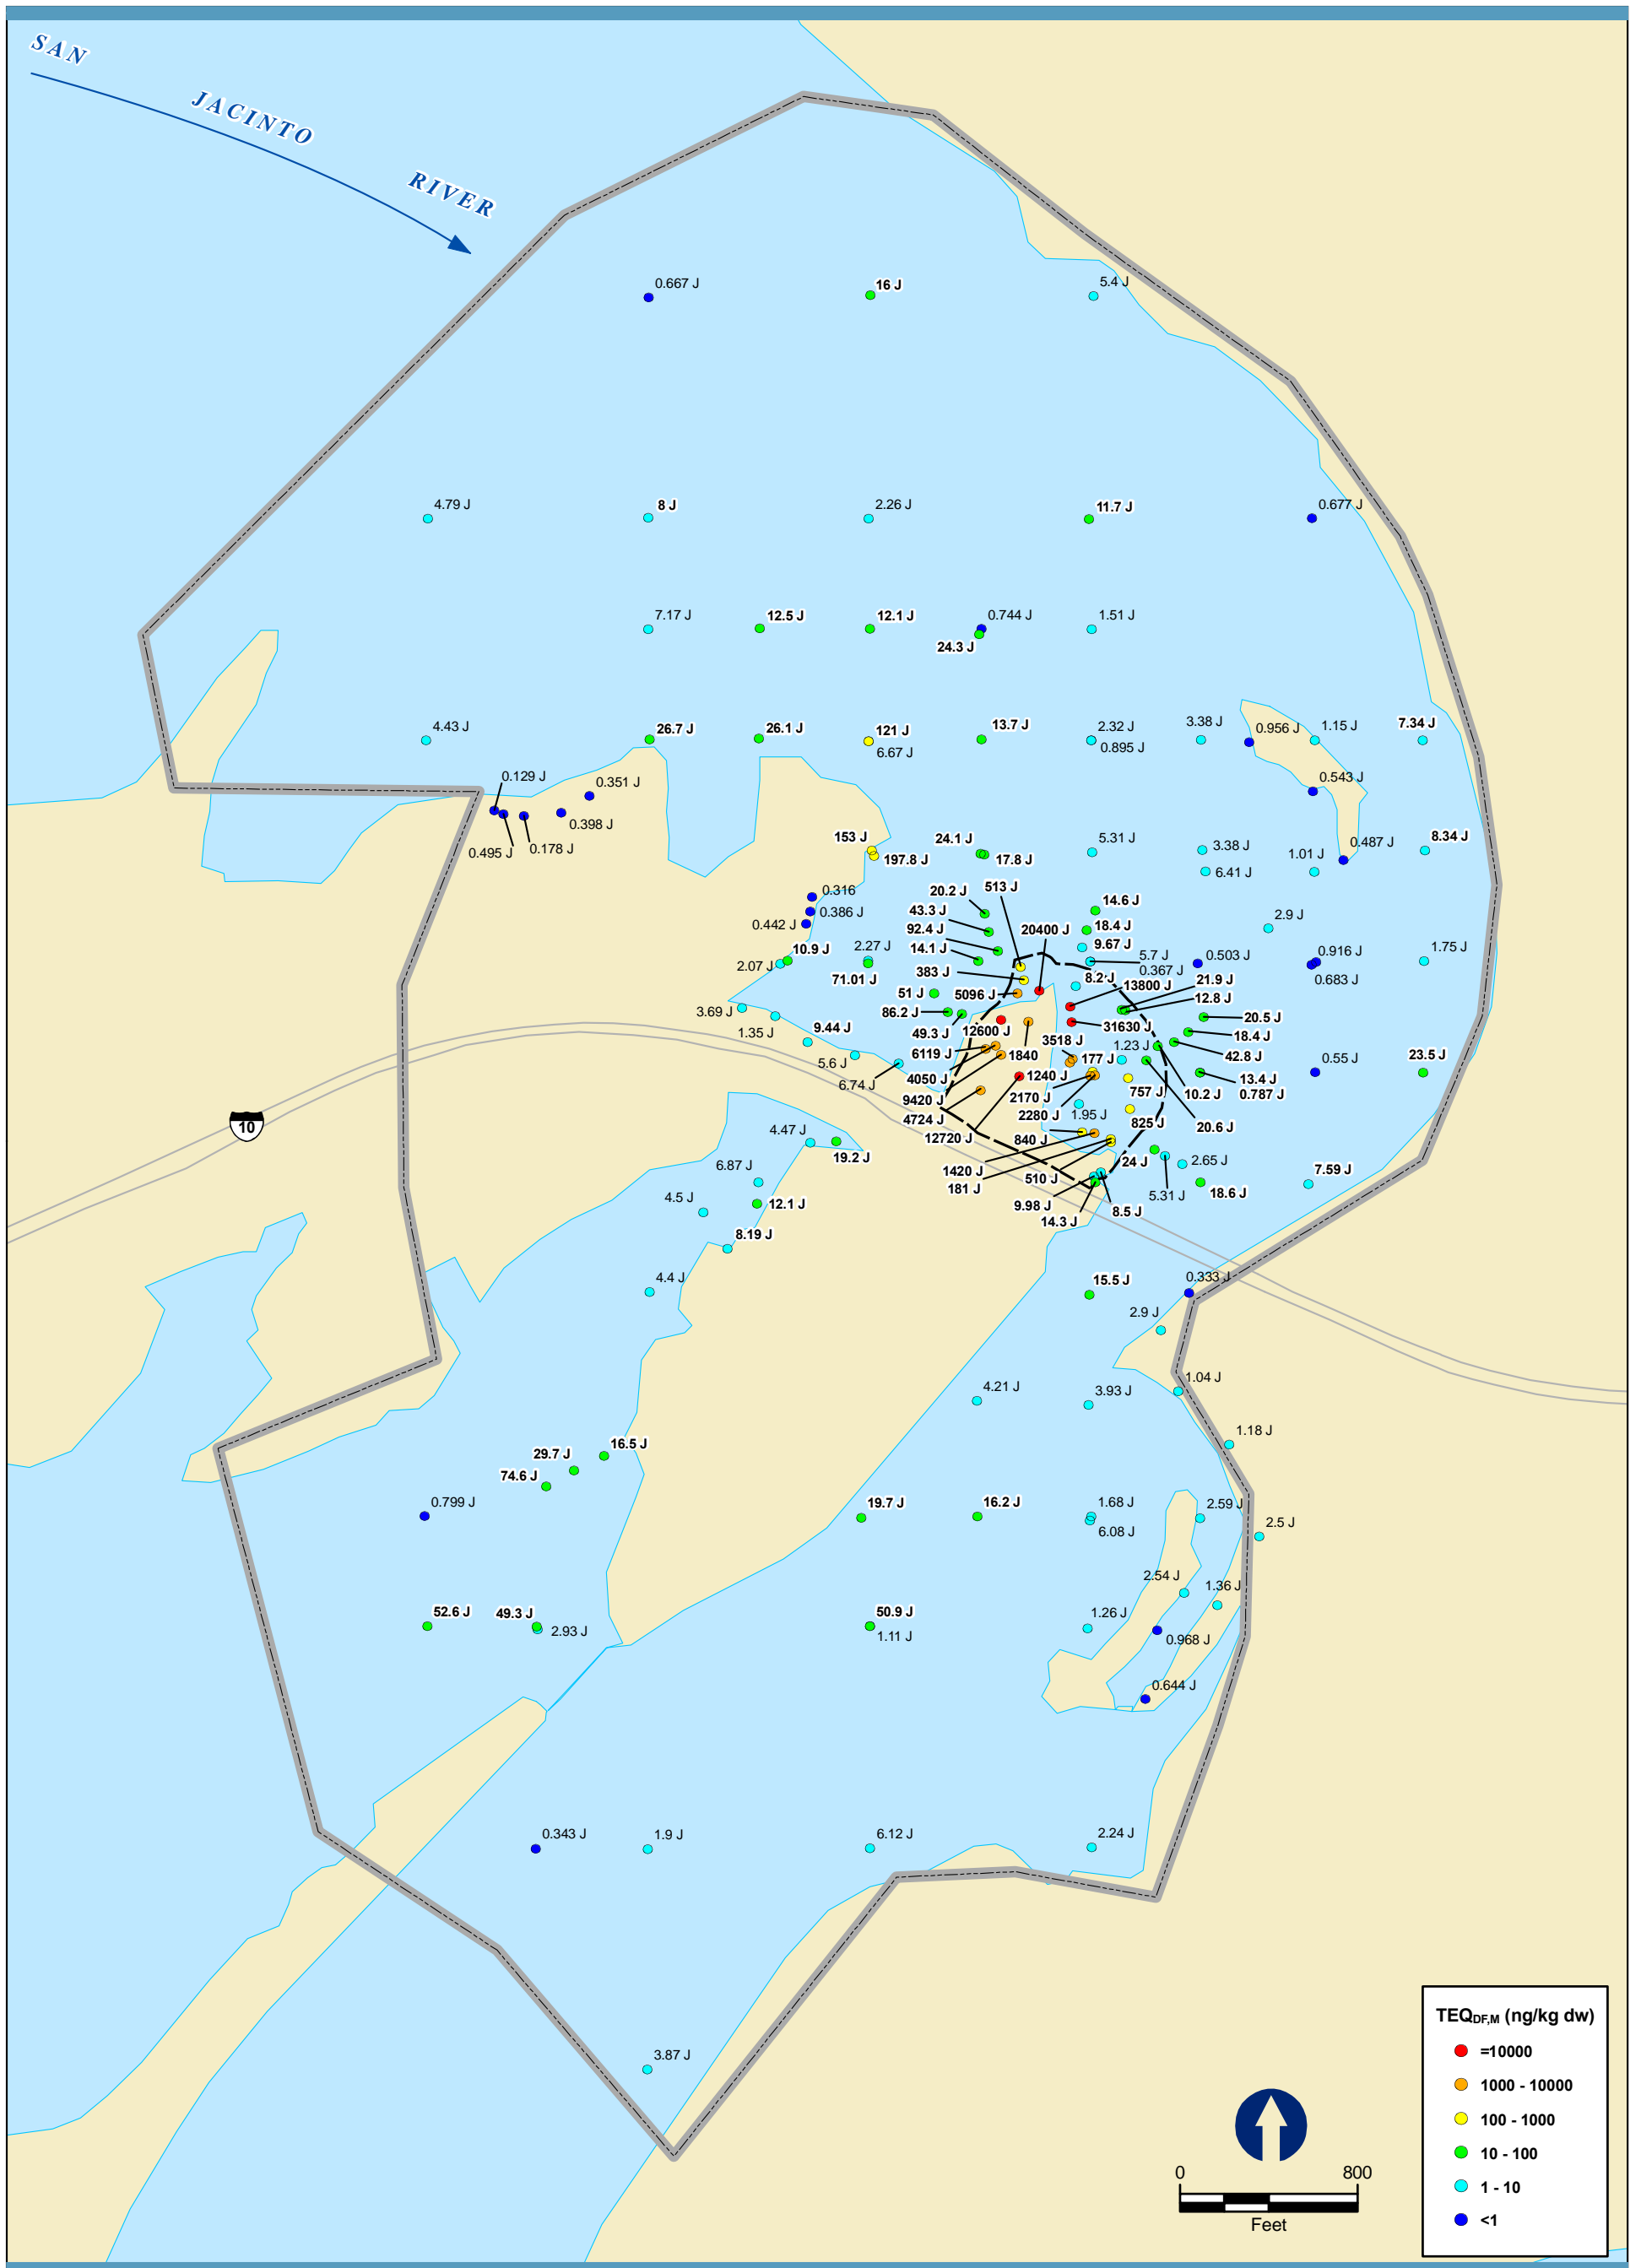 SAN
JACINTO
RIVER
0.667 J
16 J
5.4 J
4.79 J
8 J
2.26 J
11.7 J
0.677 J
7.17 J
12.5 J
12.1 J
0.744 J
1.51 J
24.3 J
4.43 J
26.7 J
26.1 J
121 J
6.67 J
13.7 J
2.32 J
0.895 J
3.38 J
0.956 J
1.15 J
7.34 J
0.129 J
0.351 J
0.543 J
0.495 J
0.178 J
0.398 J
153 J
197.8 J
24.1 J
17.8 J
5.31 J
3.38 J
6.41 J
1.01 J
0.487 J
8.34 J
0.316
0.386 J
0.442 J
20.2 J
513 J
43.3 J
92.4 J
14.1 J
383 J
20400 J
14.6 J
18.4 J
9.67 J
2.9 J
10.9 J
2.07 J
2.27 J
71.01 J
5.7 J
0.367 J
0.503 J
0.916 J
0.683 J
1.75 J
51 J
5096 J
8.2 J
13800 J
21.9 J
12.8 J
3.69 J
1.35 J
9.44 J
86.2 J
49.3 J
12600 J
31630 J
20.5 J
18.4 J
42.8 J
5.6 J
6.74 J
6119 J
1840
3518 J
1.23 J
177 J
4050 J
1240 J
757 J
10.2 J
13.4 J
0.787 J
0.55 J
23.5 J
9420 J
4724 J
2170 J
2280 J
1.95 J
825 J
20.6 J
12720 J
840 J
10
4.47 J
19.2 J
1420 J
181 J
510 J
24 J
2.65 J
5.31 J
18.6 J
7.59 J
6.87 J
4.5 J
12.1 J
8.19 J
9.98 J
14.3 J
8.5 J
4.4 J
15.5 J
0.333 J
2.9 J
4.21 J
3.93 J
1.04 J
1.18 J
16.5 J
29.7 J
74.6 J
0.799 J
19.7 J
16.2 J
1.68 J
6.08 J
2.59 J
2.5 J
2.54 J
1.36 J
52.6 J
49.3 J
2.93 J
50.9 J
1.11 J
1.26 J
0.968 J
0.644 J
0.343 J
1.9 J
6.12 J
2.24 J
3.87 J
TEQDF,M (ng/kg dw)
=10000
1000 - 10000
100 - 1000
10 - 100
1 - 10
<1
0 800
Feet